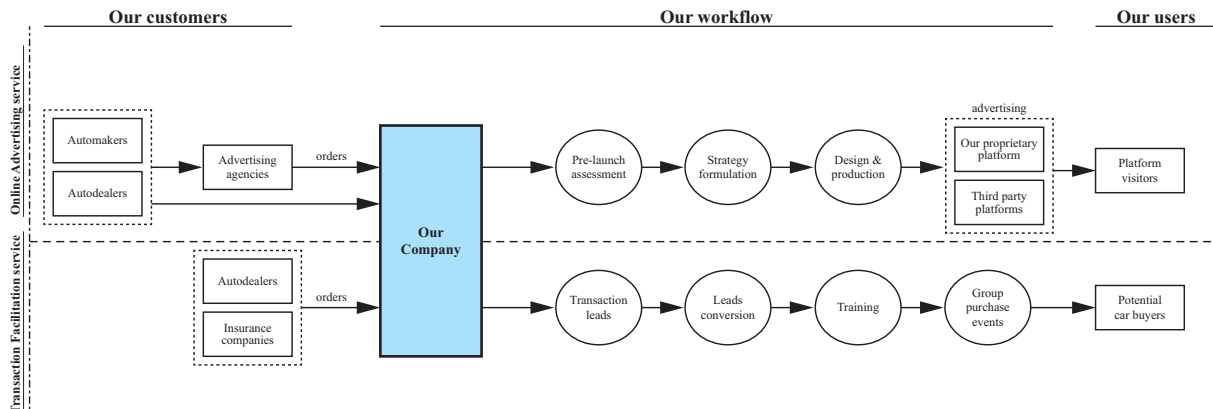 Our customers
Our workflow
Our users
Online Advertising service
Automakers
Autodealers
Advertising
agencies
orders
Pre-launch
assessment
Strategy
formulation
Design &
production
advertising
Our proprietary
platform
Third party
platforms
Platform
visitors
Our
Company
Transaction Facilitation service
Autodealers
Insurance
companies
orders
Transaction
leads
Leads
conversion
Training
Group
purchase
events
Potential
car buyers